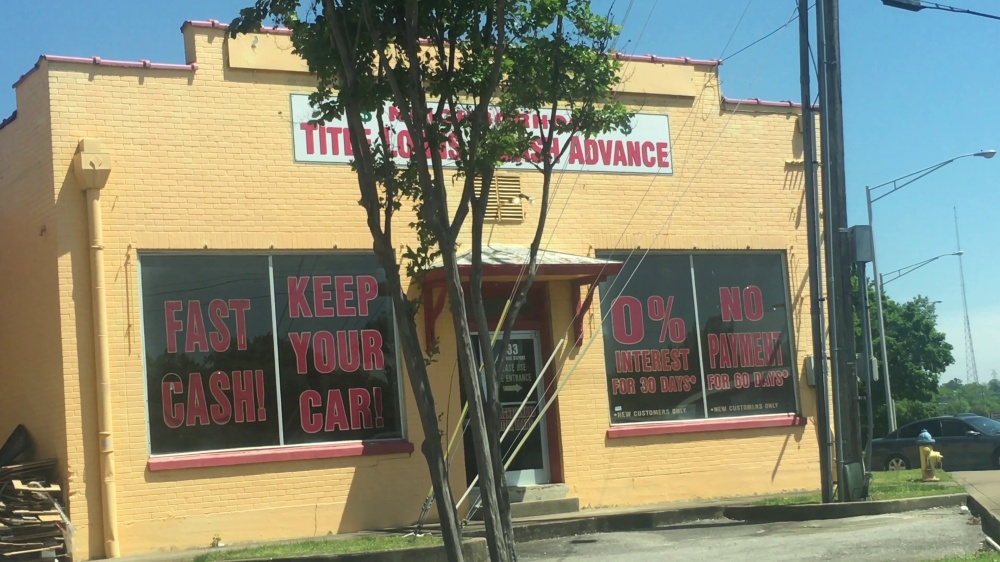 TITLE LOANS CASH ADVANCE
FAST
CASH!
KEEP
YOUR
CAR!
33
ENTRANCE
0%
INTEREST
FOR 30 DAYS*
*NEW CUSTOMERS ONLY
NO
PAYMENT
FOR 60 DAYS*
*NEW CUSTOMERS ONLY